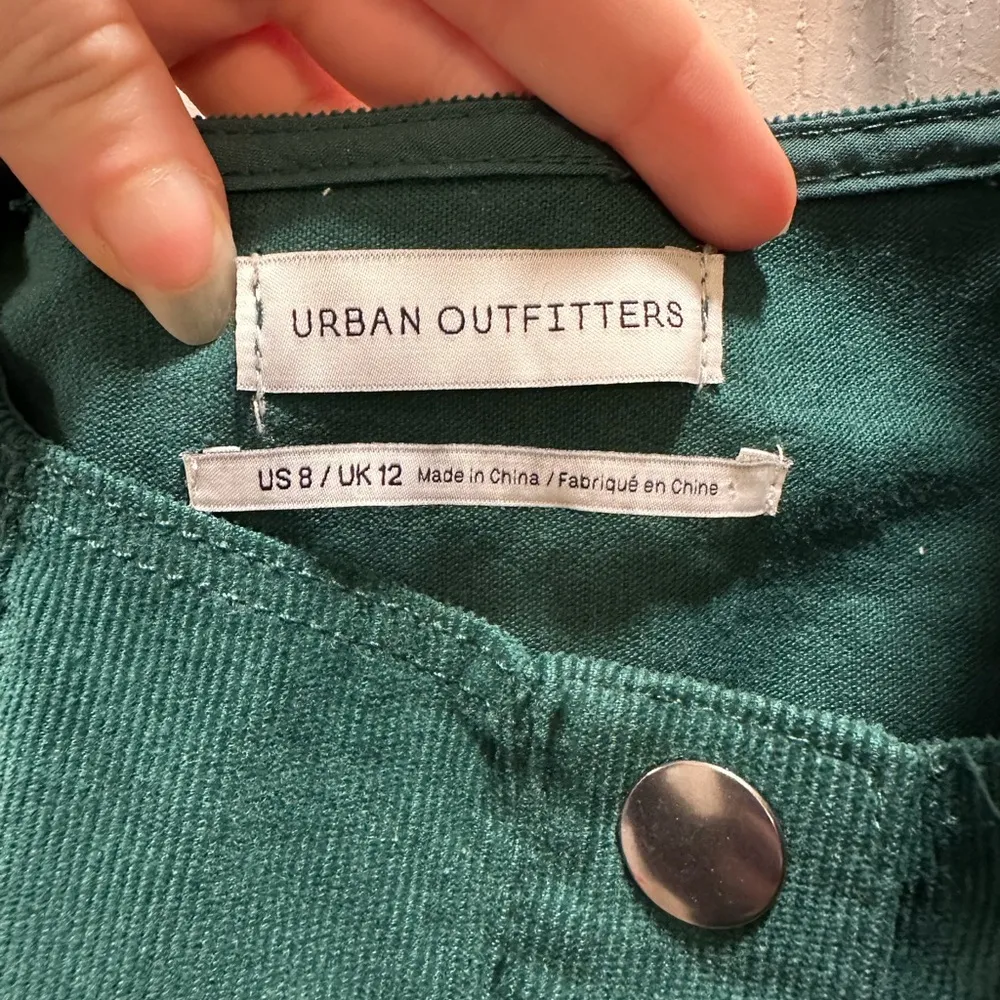 URBAN OUTFITTERS
US 8 / UK 12 Made in China / Fabriqué en Chine